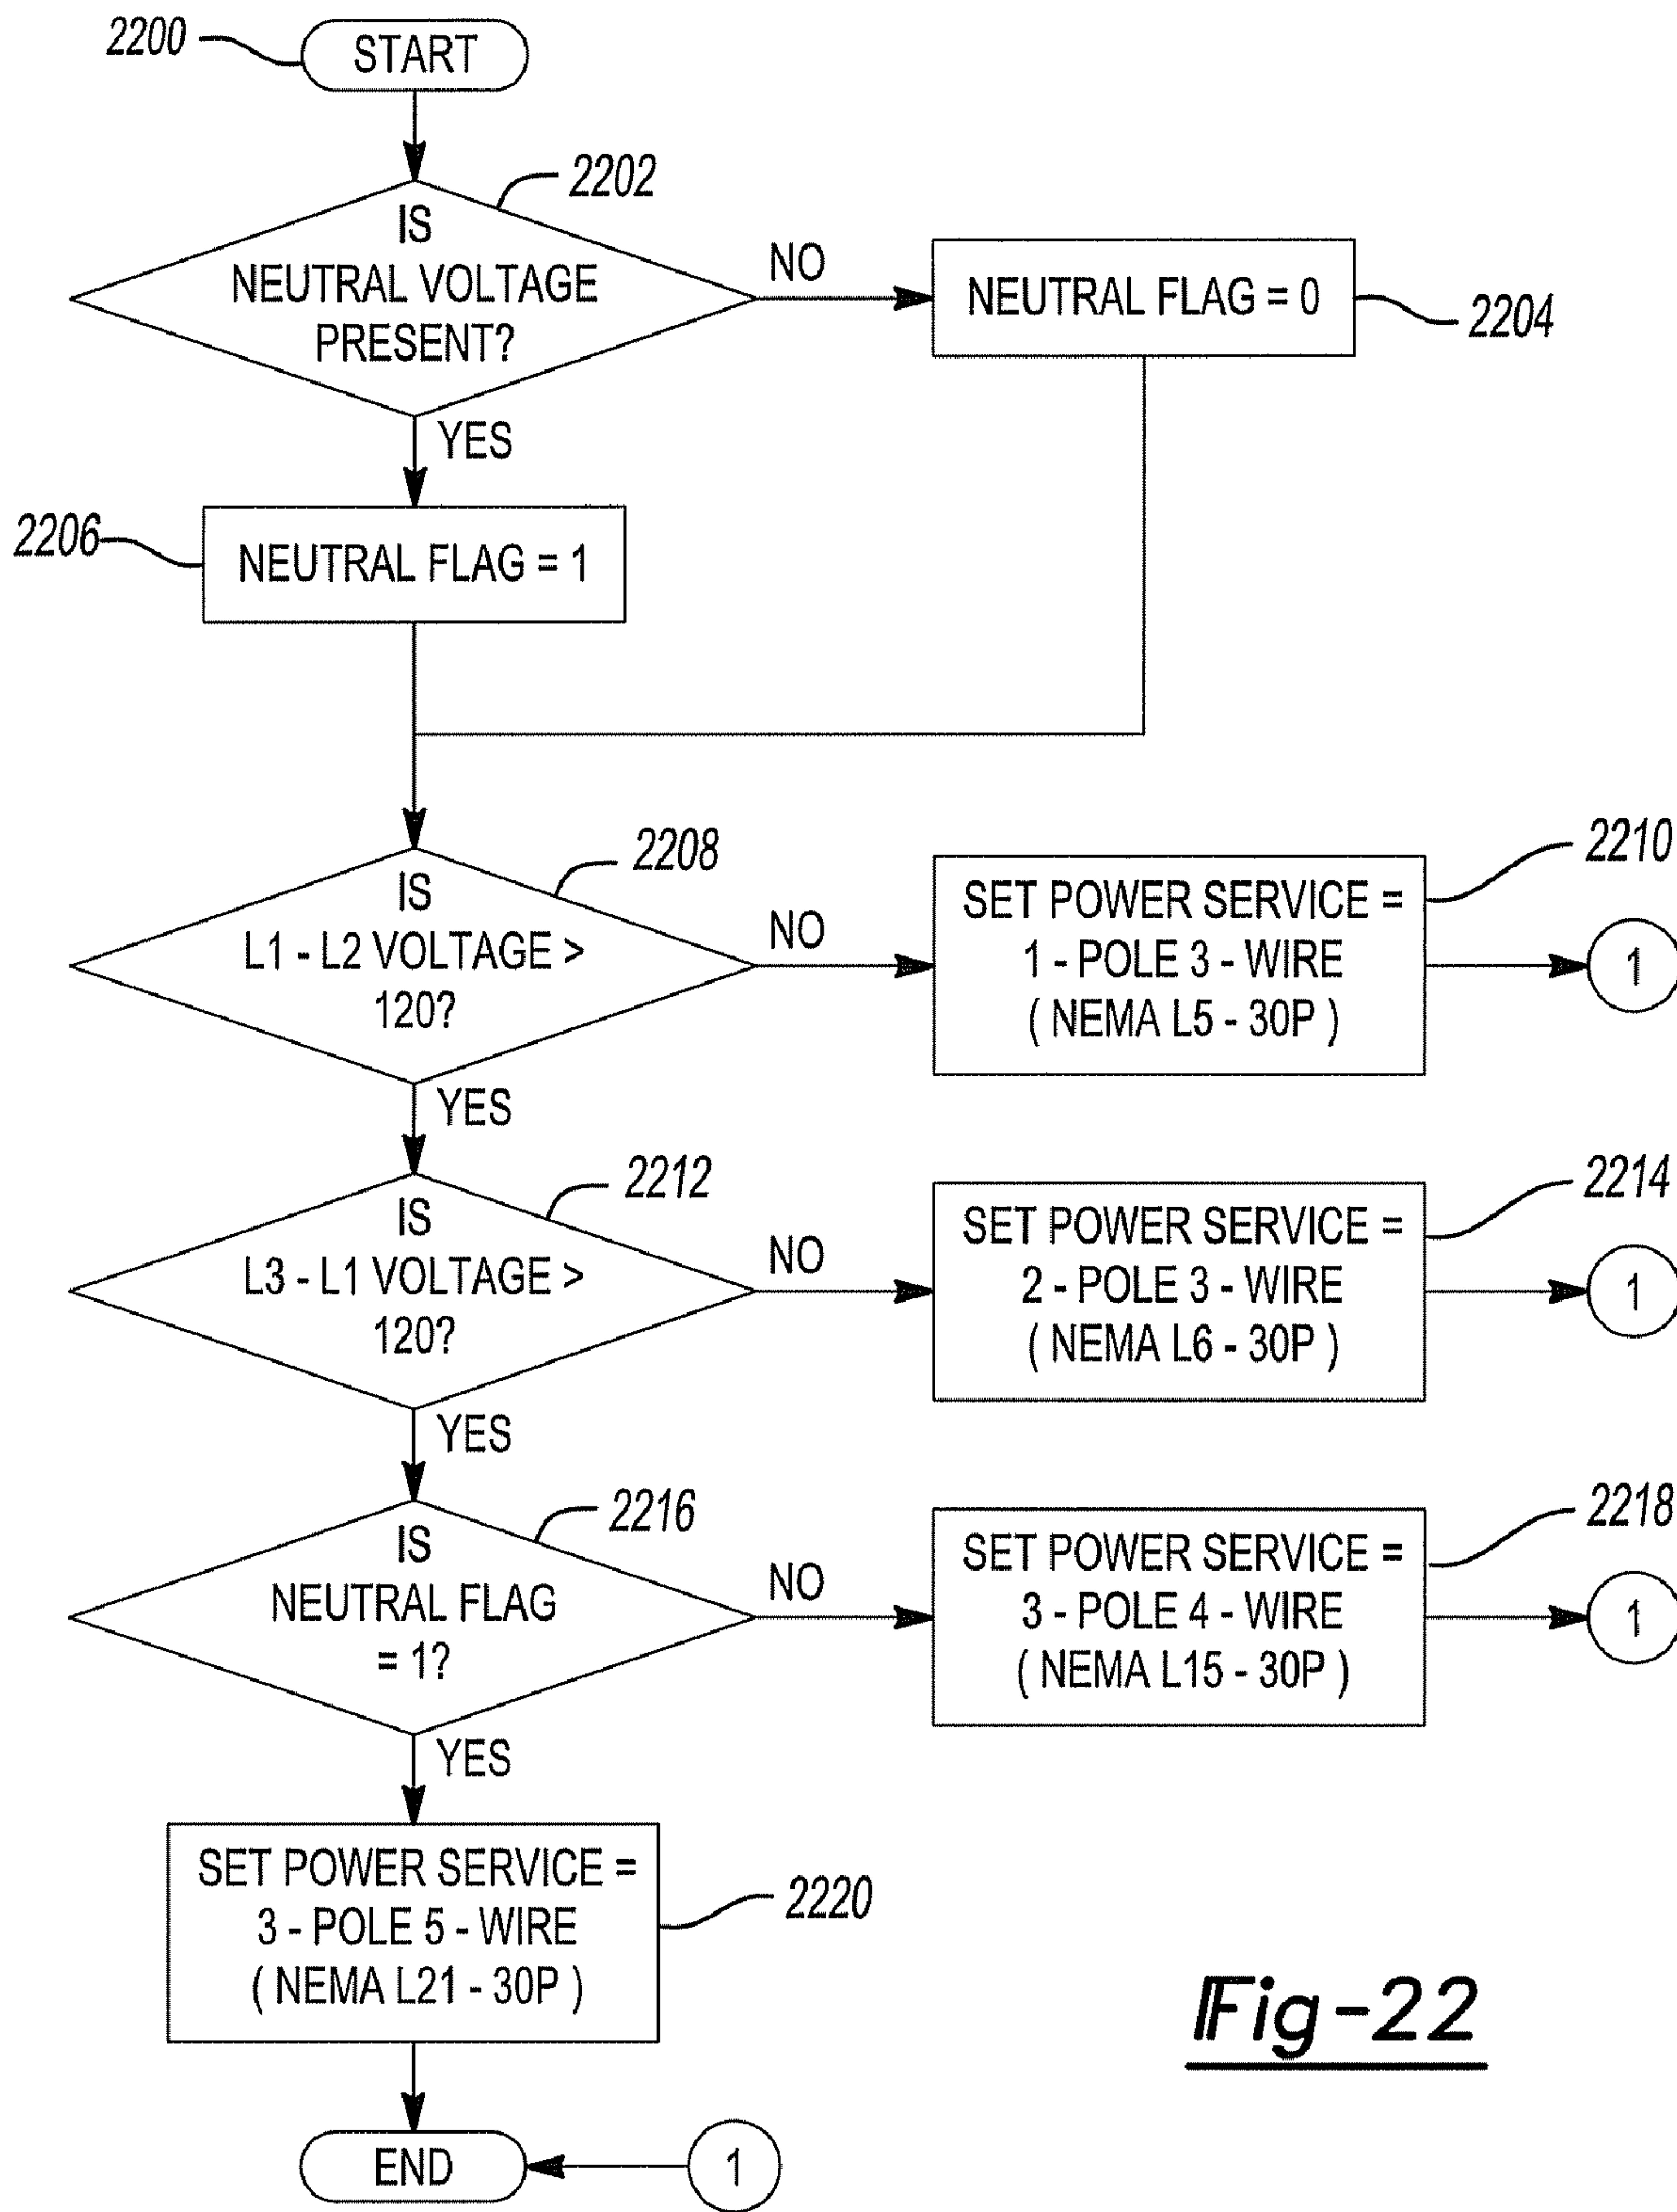 2200
START
2202
IS
NEUTRAL VOLTAGE
PRESENT?
NO
NEUTRAL FLAG = 0
2204
YES
2206
NEUTRAL FLAG = 1
2208
IS
L1 - L2 VOLTAGE >
120?
NO
2210
SET POWER SERVICE =
1 - POLE 3 - WIRE
( NEMA L5 - 30P )
1
YES
2212
IS
L3 - L1 VOLTAGE >
120?
NO
2214
SET POWER SERVICE =
2 - POLE 3 - WIRE
( NEMA L6 - 30P )
1
YES
2216
IS
NEUTRAL FLAG
= 1?
NO
2218
SET POWER SERVICE =
3 - POLE 4 - WIRE
( NEMA L15 - 30P )
1
YES
SET POWER SERVICE =
3 - POLE 5 - WIRE
( NEMA L21 - 30P )
2220
END
1
Fig-22